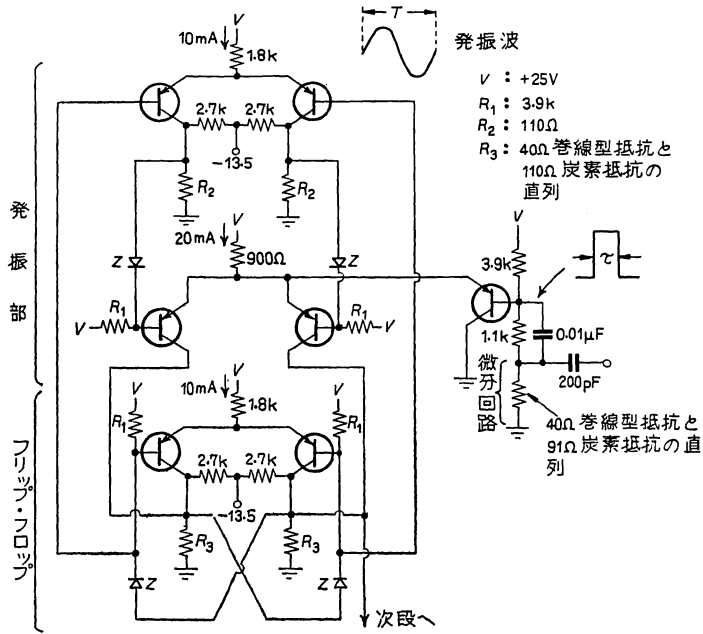 T
発振波
V : +25V
R₁ : 3.9k
R₂ : 110Ω
R₃ : 40Ω 巻線型抵抗と
110Ω 炭素抵抗の
直列
V
10mA
1.8k
2.7k
2.7k
-13.5
R₂
R₂
発振部
V
20mA
900Ω
Z
Z
R₁
V
R₁
V
V
3.9k
τ
1.1k
0.01μF
200pF
微分回路
40Ω 巻線型抵抗と
91Ω 炭素抵抗の直
列
V
10mA
1.8k
V
R₁
V
R₁
2.7k
2.7k
-13.5
R₃
R₃
フリップ・フロップ
Z
Z
次段へ